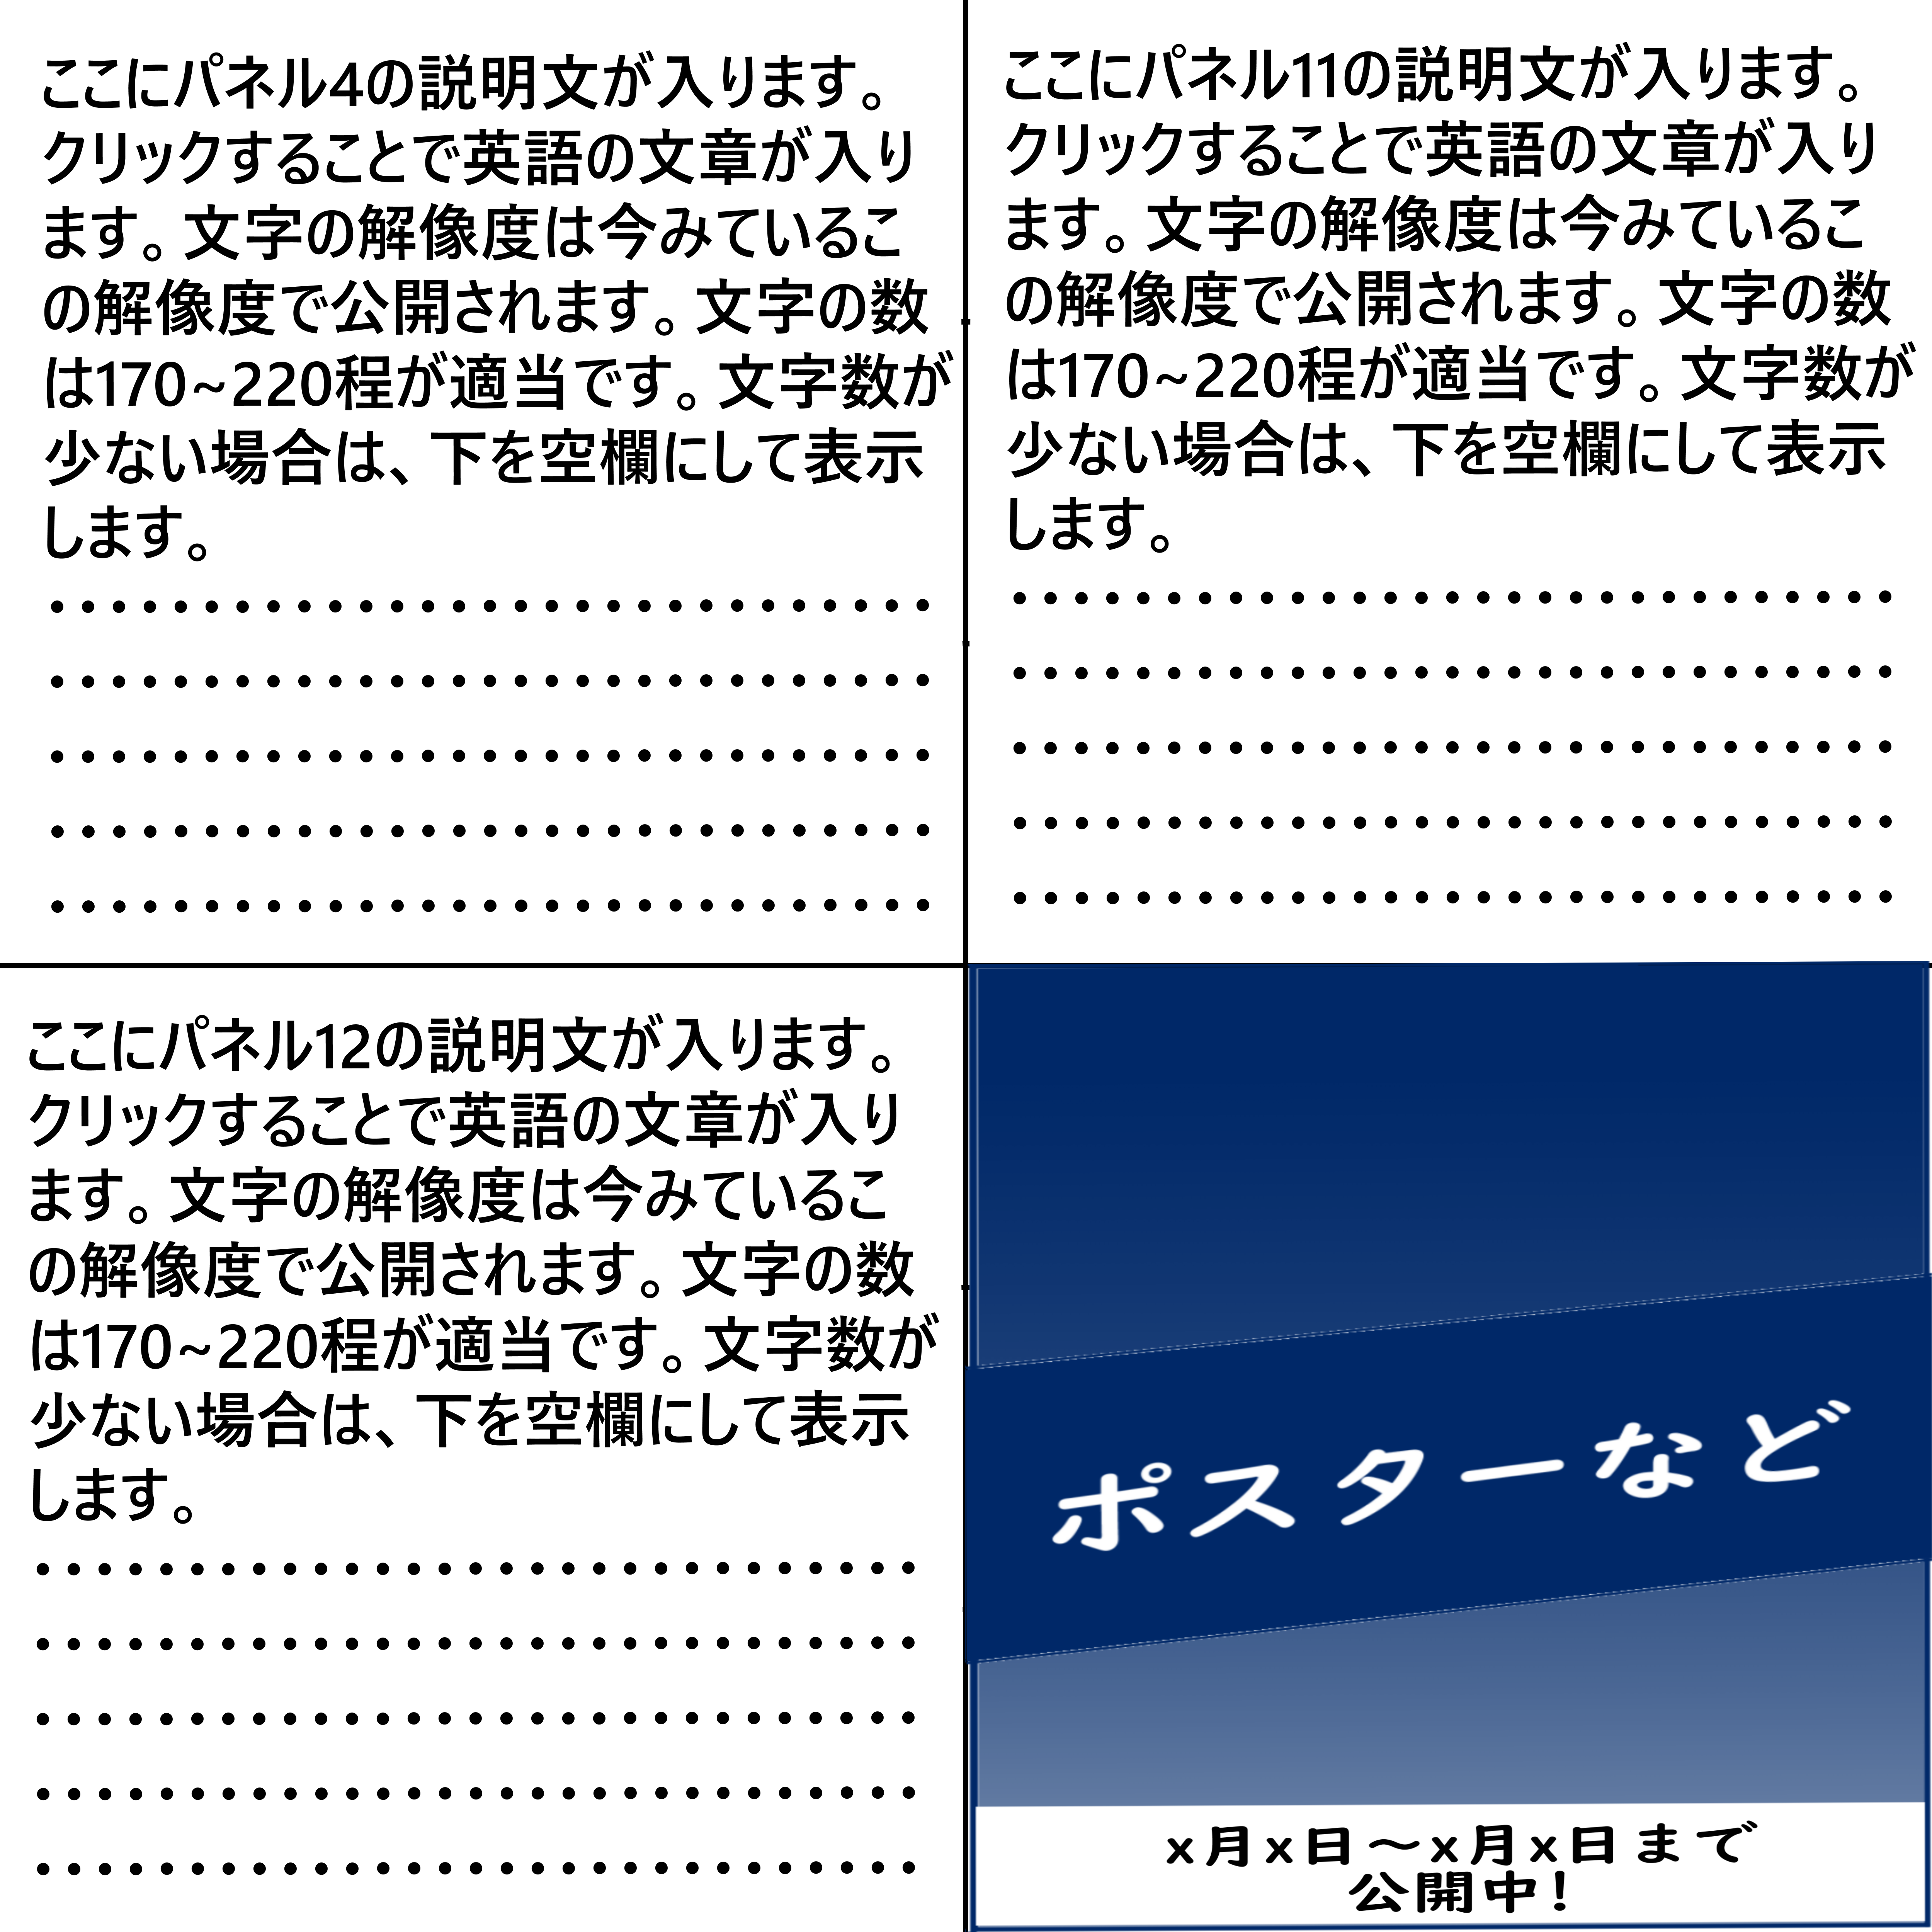 ここにパネル4の説明文が入ります。
クリックすることで英語の文章が入り
ます。文字の解像度は今みているこ
の解像度で公開されます。文字の数
は170~220程が適当です。文字数が
少ない場合は、下を空欄にして表示
します。
・・・・・・・・・・・・・・・・・・・・・・・・・・・・・
・・・・・・・・・・・・・・・・・・・・・・・・・・・・・
・・・・・・・・・・・・・・・・・・・・・・・・・・・・・
・・・・・・・・・・・・・・・・・・・・・・・・・・・・・
・・・・・・・・・・・・・・・・・・・・・・・・・・・・・
ここにパネル11の説明文が入ります。
クリックすることで英語の文章が入り
ます。文字の解像度は今みているこ
の解像度で公開されます。文字の数
は170~220程が適当です。文字数が
少ない場合は、下を空欄にして表示
します。
・・・・・・・・・・・・・・・・・・・・・・・・・・・・・
・・・・・・・・・・・・・・・・・・・・・・・・・・・・・
・・・・・・・・・・・・・・・・・・・・・・・・・・・・・
・・・・・・・・・・・・・・・・・・・・・・・・・・・・・
・・・・・・・・・・・・・・・・・・・・・・・・・・・・・
ここにパネル12の説明文が入ります。
クリックすることで英語の文章が入り
ます。文字の解像度は今みているこ
の解像度で公開されます。文字の数
は170~220程が適当です。文字数が
少ない場合は、下を空欄にして表示
します。
・・・・・・・・・・・・・・・・・・・・・・・・・・・・・
・・・・・・・・・・・・・・・・・・・・・・・・・・・・・
・・・・・・・・・・・・・・・・・・・・・・・・・・・・・
・・・・・・・・・・・・・・・・・・・・・・・・・・・・・
・・・・・・・・・・・・・・・・・・・・・・・・・・・・・
ポスターなど
x月x日～x月x日まで
公開中!